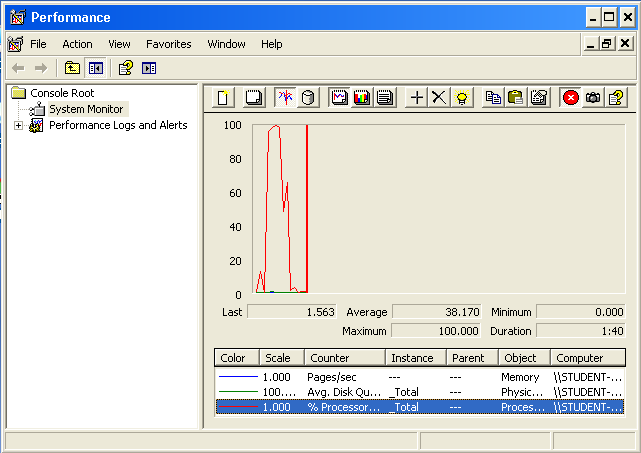 Performance
File Action View Favorites Window Help
Console Root
System Monitor
Performance Logs and Alerts
100
80
60
40
20
0
Last 1.563 Average 38.170 Minimum 0.000
Maximum 100.000 Duration 1:40
Color Scale Counter Instance Parent Object Computer
1.000 Pages/sec --- --- Memory \\STUDENT-...
100.... Avg. Disk Qu... _Total --- Physic... \\STUDENT-...
1.000 % Processor... _Total --- Proces... \\STUDENT-...